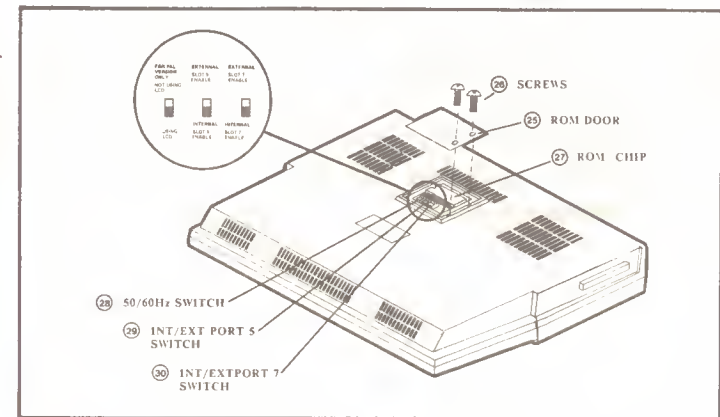 FOR PAL
VERSION
ONLY
NOT USING
LCD
EXTERNAL
SLOT 5
ENABLE
EXTERNAL
SLOT 7
ENABLE
USING
LCD
INTERNAL
SLOT 5
ENABLE
INTERNAL
SLOT 7
ENABLE
26 SCREWS
25 ROM DOOR
27 ROM CHIP
28 50/60Hz SWITCH
29 INT/EXT PORT 5
SWITCH
30 INT/EXTPORT 7
SWITCH